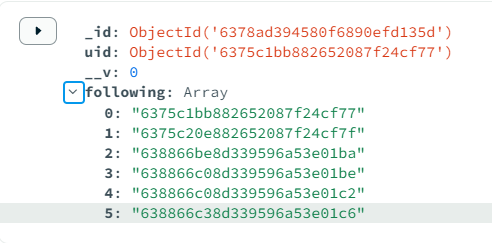 _id: ObjectId('6378ad394580f6890efd135d')
uid: ObjectId('6375c1bb882652087f24cf77')
__v: 0
following: Array
0: "6375c1bb882652087f24cf77"
1: "6375c20e882652087f24cf7f"
2: "638866be8d339596a53e01ba"
3: "638866c08d339596a53e01be"
4: "638866c08d339596a53e01c2"
5: "638866c38d339596a53e01c6"